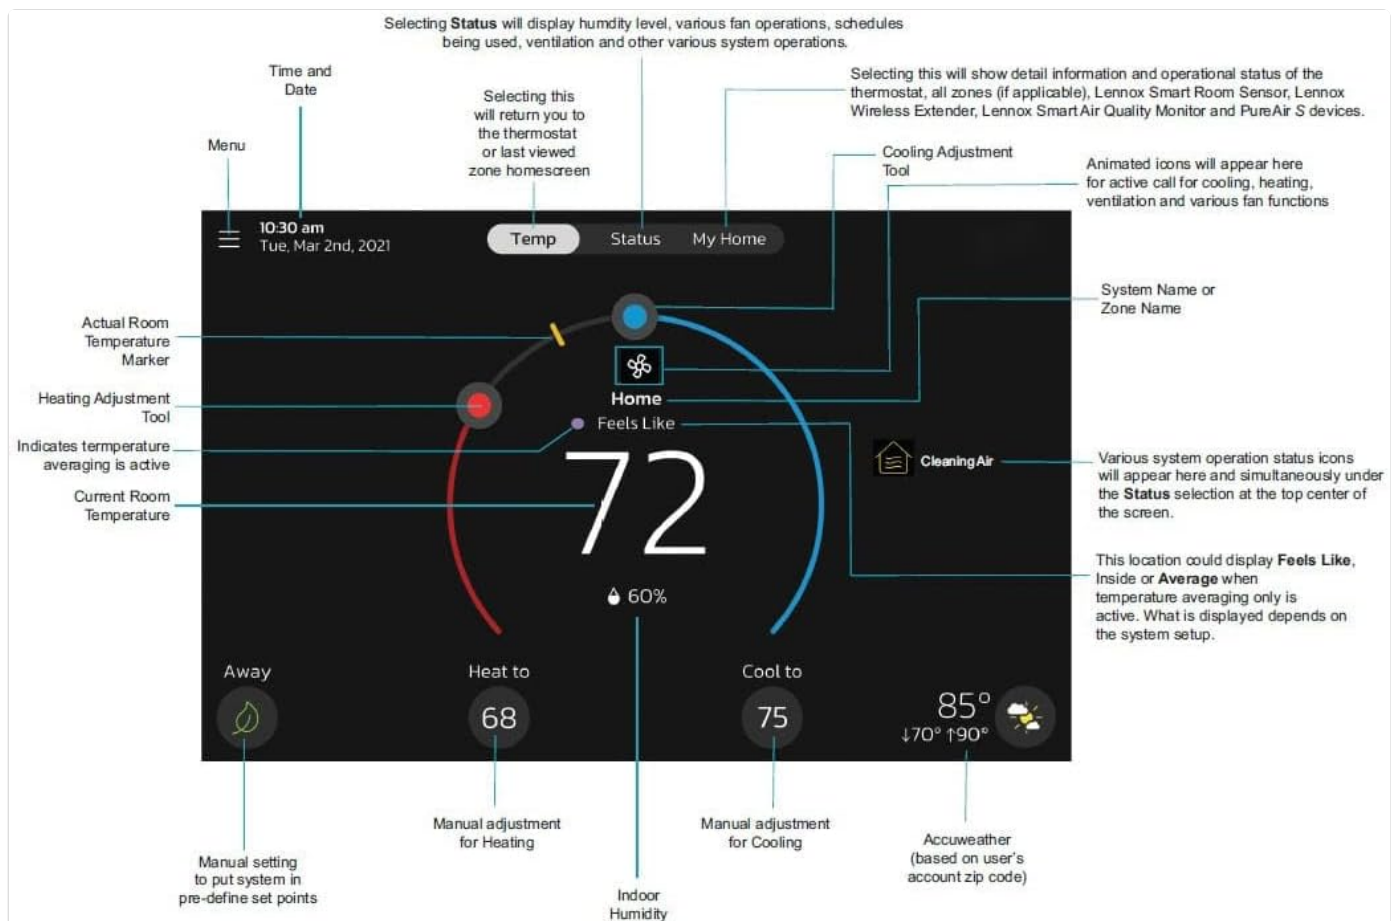 Selecting Status will display humdity level, various fan operations, schedules
being used, ventilation and other various system operations.
Time and
Date
Selecting this
will return you to
the thermostat
or last viewed
zone homescreen
Selecting this will show detail information and operational status of the
thermostat, all zones (if applicable), Lennox Smart Room Sensor, Lennox
Wireless Extender, Lennox Smart Air Quality Monitor and PureAir S devices.
Menu
Cooling Adjustment
Tool
Animated icons will appear here
for active call for cooling, heating,
ventilation and various fan functions
10:30 am
Tue, Mar 2nd, 2021
Temp
Status
My Home
System Name or
Zone Name
Actual Room
Temperature
Marker
Heating Adjustment
Tool
Home
Feels Like
Indicates termperature
averaging is active
Cleaning Air
Various system operation status icons
will appear here and simultaneously under
the Status selection at the top center of
the screen.
Current Room
Temperature
72
This location could display Feels Like,
Inside or Average when
temperature averaging only is
active. What is displayed depends on
the system setup.
60%
Away
Heat to
68
Cool to
75
85°
↓70° ↑90°
Manual adjustment
for Heating
Manual adjustment
for Cooling
Accuweather
(based on user's
account zip code)
Manual setting
to put system in
pre-define set points
Indoor
Humidity